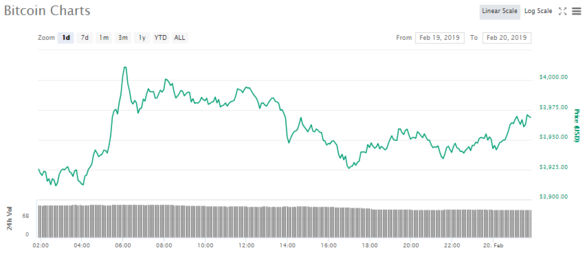 Bitcoin Charts
Linear Scale Log Scale
Zoom 1d 7d 1m 3m 1y YTD ALL
From Feb 19, 2019 To Feb 20, 2019
$4,000.00
$3,975.00
$3,950.00
$3,925.00
$3,900.00
Price (USD)
24h Vol
6B
0
02:00 04:00 06:00 08:00 10:00 12:00 14:00 16:00 18:00 20:00 22:00 20. Feb